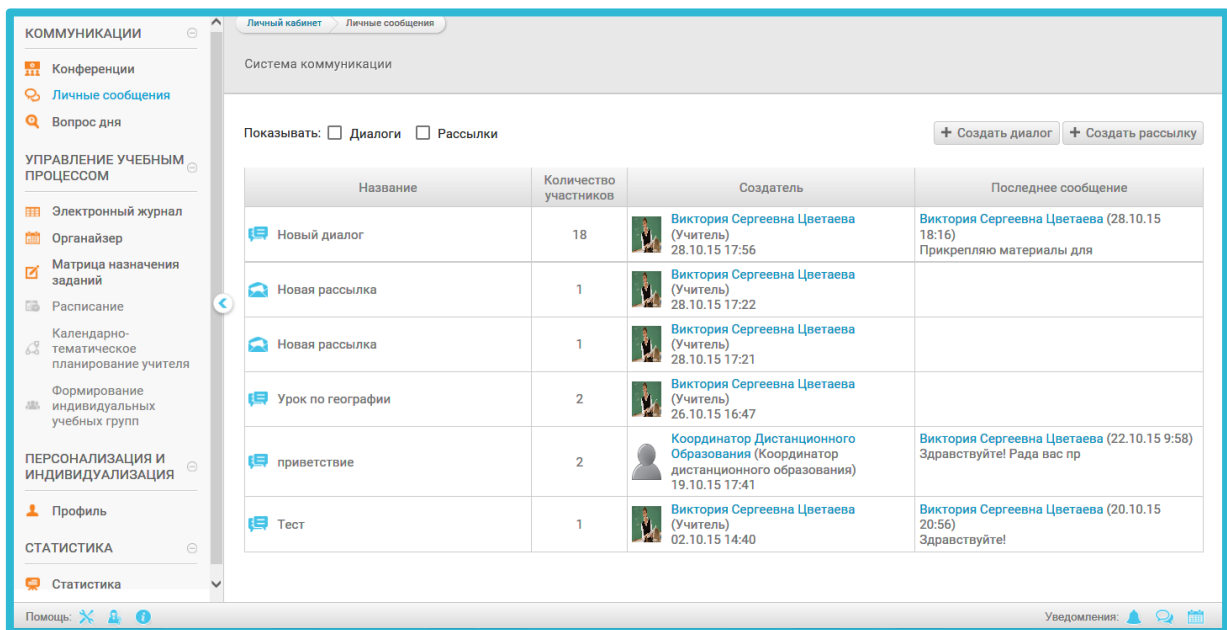 КОММУНИКАЦИИ
Конференции
Личные сообщения
Вопрос дня
УПРАВЛЕНИЕ УЧЕБНЫМ
ПРОЦЕССОМ
Электронный журнал
Органайзер
Матрица назначения
заданий
Расписание
Календарно-
тематическое
планирование учителя
Формирование
индивидуальных
учебных групп
ПЕРСОНАЛИЗАЦИЯ И
ИНДИВИДУАЛИЗАЦИЯ
Профиль
СТАТИСТИКА
Статистика
Личный кабинет Личные сообщения
Система коммуникации
Показывать: Диалоги Рассылки
+ Создать диалог + Создать рассылку
Название
Количество
участников
Создатель
Последнее сообщение
Новый диалог
18
Виктория Сергеевна Цветаева
(Учитель)
28.10.15 17:56
Виктория Сергеевна Цветаева (28.10.15
18:16)
Прикрепляю материалы для
Новая рассылка
1
Виктория Сергеевна Цветаева
(Учитель)
28.10.15 17:22
Новая рассылка
1
Виктория Сергеевна Цветаева
(Учитель)
28.10.15 17:21
Урок по географии
2
Виктория Сергеевна Цветаева
(Учитель)
26.10.15 16:47
приветствие
2
Координатор Дистанционного
Образования (Координатор
дистанционного образования)
19.10.15 17:41
Виктория Сергеевна Цветаева (22.10.15 9:58)
Здравствуйте! Рада вас пр
Тест
1
Виктория Сергеевна Цветаева
(Учитель)
02.10.15 14:40
Виктория Сергеевна Цветаева (20.10.15
20:56)
Здравствуйте!
Помощь:
Уведомления: